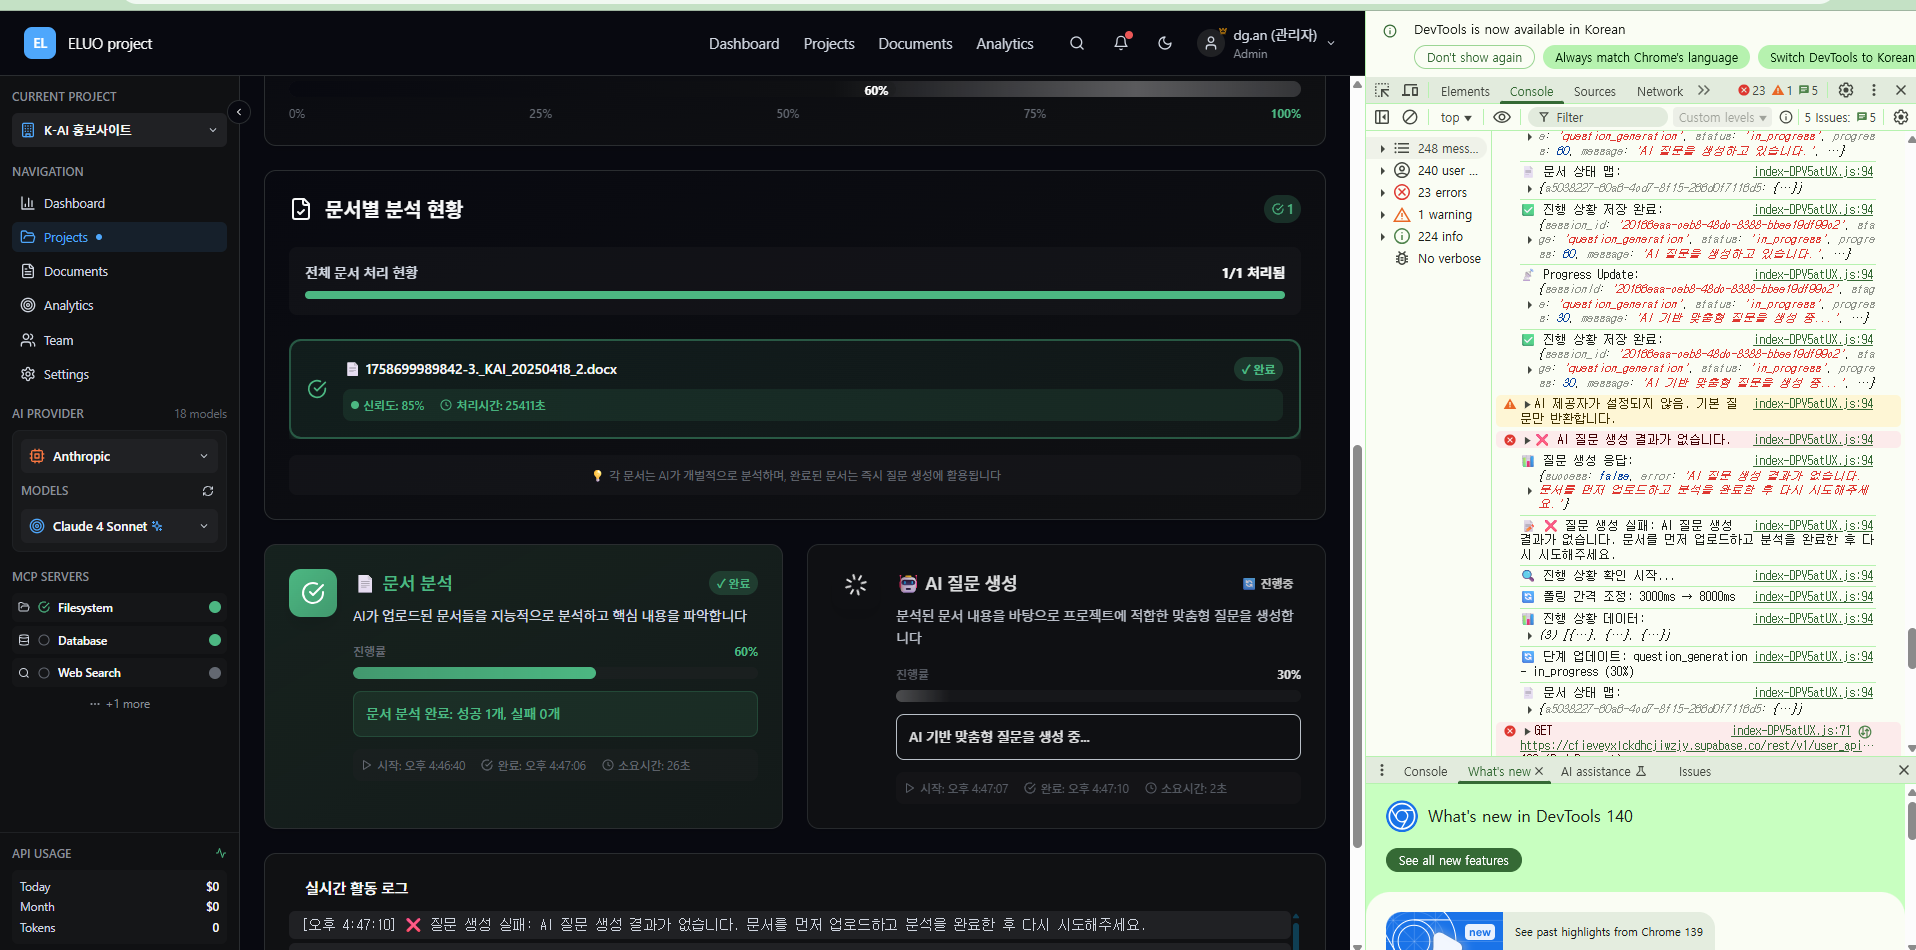 EL ELUO project
Dashboard Projects Documents Analytics
dg.an (관리자)
Admin
CURRENT PROJECT
K-AI 홍보사이트
NAVIGATION
Dashboard
Projects
Documents
Analytics
Team
Settings
AI PROVIDER 18 models
Anthropic
MODELS
Claude 4 Sonnet
MCP SERVERS
Filesystem
Database
Web Search
··· +1 more
API USAGE
Today $0
Month $0
Tokens 0
60%
0% 25% 50% 75% 100%
문서별 분석 현황 1
전체 문서 처리 현황 1/1 처리됨
1758699989842-3._KAI_20250418_2.docx ✓ 완료
신뢰도: 85% 처리시간: 25411초
💡 각 문서는 AI가 개별적으로 분석하며, 완료된 문서는 즉시 질문 생성에 활용됩니다
문서 분석 ✓ 완료
AI가 업로드된 문서들을 지능적으로 분석하고 핵심 내용을 파악합니다
진행률 60%
문서 분석 완료: 성공 1개, 실패 0개
시작: 오후 4:46:40 완료: 오후 4:47:06 소요시간: 26초
AI 질문 생성 진행중
분석된 문서 내용을 바탕으로 프로젝트에 적합한 맞춤형 질문을 생성합
니다
진행률 30%
AI 기반 맞춤형 질문을 생성 중...
시작: 오후 4:47:07 완료: 오후 4:47:10 소요시간: 2초
실시간 활동 로그
[오후 4:47:10] ❌ 질문 생성 실패: AI 질문 생성 결과가 없습니다. 문서를 먼저 업로드하고 분석을 완료한 후 다시 시도해주세요.
DevTools is now available in Korean
Don't show again Always match Chrome's language Switch DevTools to Korean
Elements Console Sources Network 23 1 5
top Filter Custom levels 5 Issues: 5
248 mess...
240 user ...
23 errors
1 warning
224 info
No verbose
e: 'question_generation', status: 'in_progress', progres
s: 60, message: 'AI 질문을 생성하고 있습니다.', …}
문서 상태 맵: index-DPV5atUX.js:94
진행 상황 저장 완료: index-DPV5atUX.js:94
ge: 'question_generation', status: 'in_progress', progre
ss: 60, message: 'AI 질문을 생성하고 있습니다.', …}
Progress Update: index-DPV5atUX.js:94
e: 'question_generation', status: 'in_progress', progres
s: 30, message: 'AI 기반 맞춤형 질문을 생성 중...', …}
진행 상황 저장 완료: index-DPV5atUX.js:94
ge: 'question_generation', status: 'in_progress', progre
ss: 30, message: 'AI 기반 맞춤형 질문을 생성 중...', …}
AI 제공자가 설정되지 않음. 기본 질 index-DPV5atUX.js:94
문만 반환합니다.
❌ AI 질문 생성 결과가 없습니다. index-DPV5atUX.js:94
질문 생성 응답: index-DPV5atUX.js:94
{success: false, error: 'AI 질문 생성 결과가 없습니다.
문서를 먼저 업로드하고 분석을 완료한 후 다시 시도해주세
요.'}
❌ 질문 생성 실패: AI 질문 생성 index-DPV5atUX.js:94
결과가 없습니다. 문서를 먼저 업로드하고 분석을 완료한 후 다
시 시도해주세요.
진행 상황 확인 시작... index-DPV5atUX.js:94
폴링 간격 조정: 3000ms → 8000ms index-DPV5atUX.js:94
진행 상황 데이터: index-DPV5atUX.js:94
(3) [{…}, {…}, {…}]
단계 업데이트: question_generation index-DPV5atUX.js:94
- in_progress (30%)
문서 상태 맵: index-DPV5atUX.js:94
GET index-DPV5atUX.js:71
https://cfieveyxlckdhcjiwzjy.supabase.co/rest/v1/user_api…
Console What's new AI assistance Issues
What's new in DevTools 140
See all new features
new See past highlights from Chrome 139